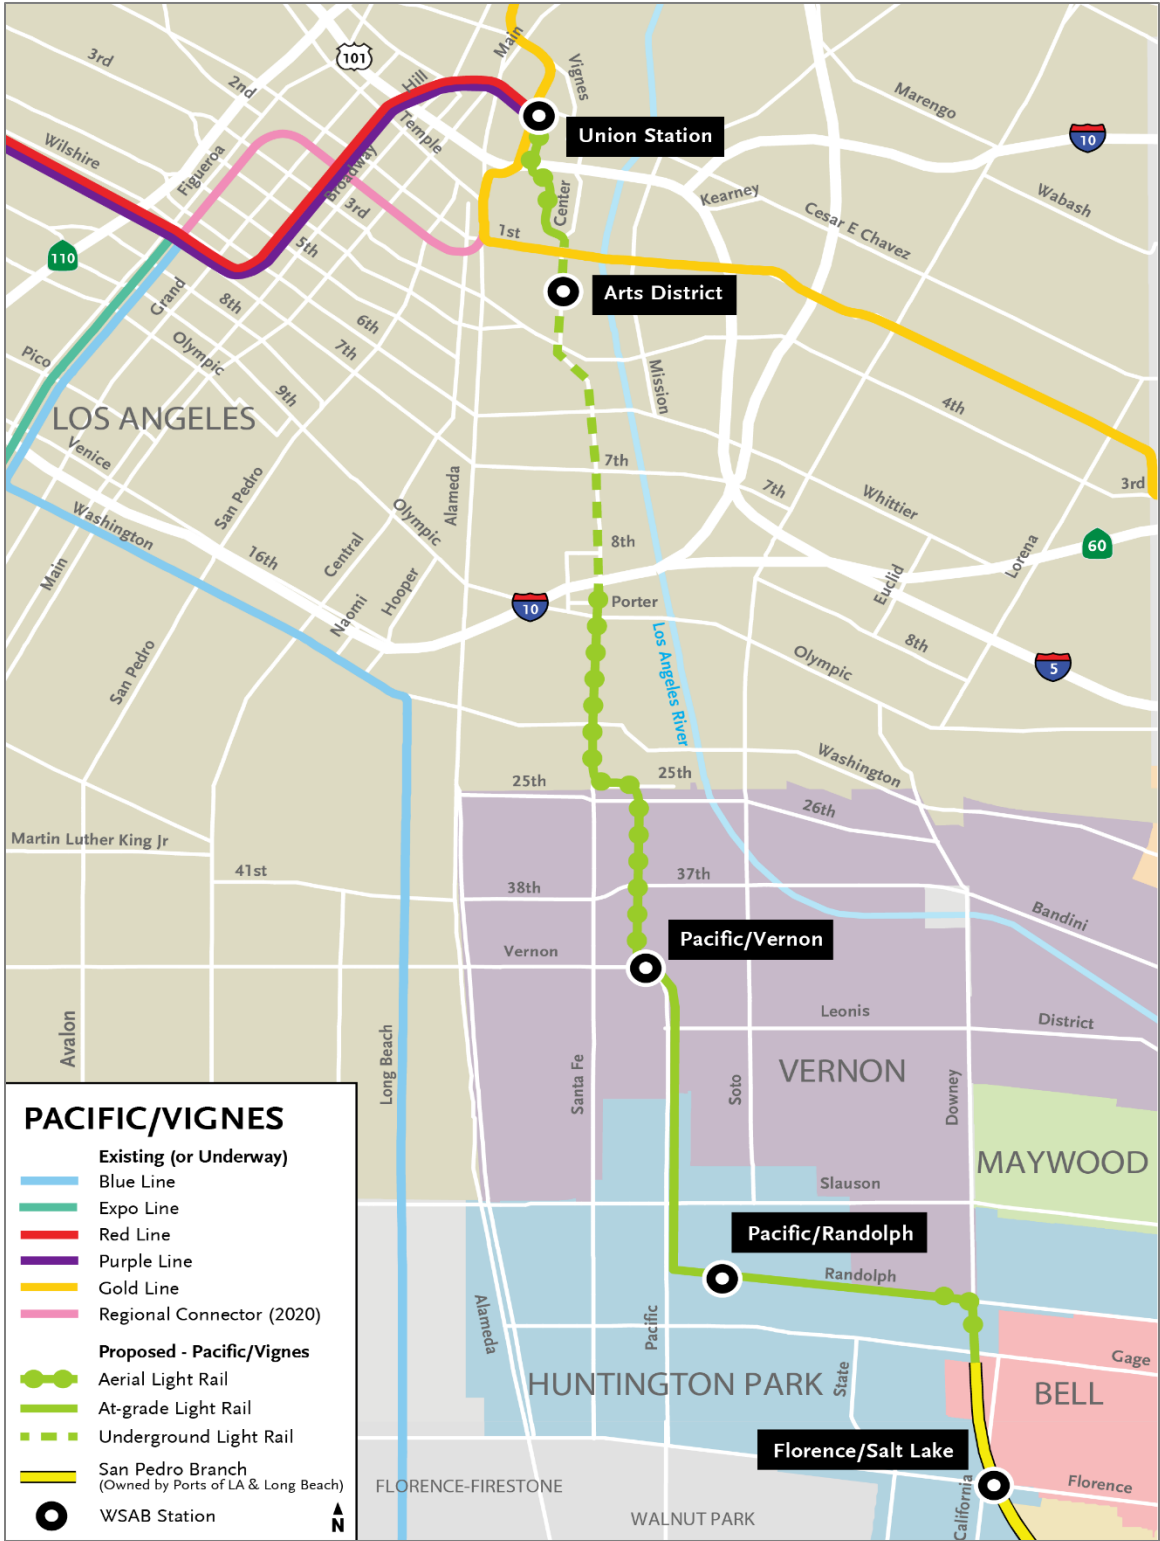 Main
3rd
101
Vignes
Hill
2nd
Marengo
Temple
Union Station
10
Wilshire
Figueroa
Broadway
Kearney
Wabash
3rd
Center
Cesar E Chavez
1st
5th
110
Arts District
Grand
8th
6th
Olympic
7th
Pico
Mission
9th
4th
LOS ANGELES
Venice
7th
3rd
San Pedro
Alameda
7th
Whittier
Washington
Olympic
8th
60
16th
Central
Lorena
Main
Hooper
Euclid
Naomi
10
Porter
8th
Los Angeles River
Olympic
5
San Pedro
Washington
25th
25th
26th
Martin Luther King Jr
41st
37th
38th
Bandini
Pacific/Vernon
Vernon
Leonis
District
Avalon
Long Beach
Santa Fe
Soto
VERNON
Downey
MAYWOOD
Slauson
Pacific/Randolph
Randolph
Alameda
Pacific
State
Gage
HUNTINGTON PARK
BELL
Florence/Salt Lake
Florence
California
FLORENCE-FIRESTONE
WALNUT PARK
PACIFIC/VIGNES
Existing (or Underway)
Blue Line
Expo Line
Red Line
Purple Line
Gold Line
Regional Connector (2020)
Proposed - Pacific/Vignes
Aerial Light Rail
At-grade Light Rail
Underground Light Rail
San Pedro Branch
(Owned by Ports of LA & Long Beach)
WSAB Station
N